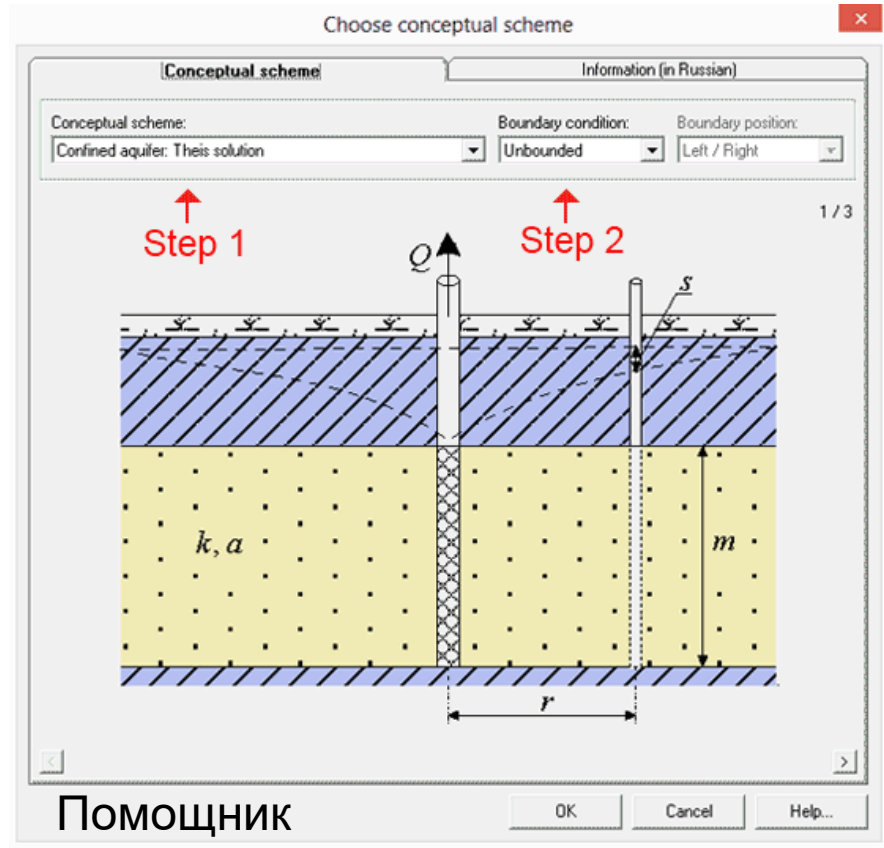 Choose conceptual scheme
×
Conceptual scheme
Information (in Russian)
Conceptual scheme:
Boundary condition:
Boundary position:
Confined aquifer: Theis solution
Unbounded
Left / Right
1 / 3
Step 1
Step 2
Q
s
k, a
m
r
<
>
Помощник
OK
Cancel
Help...